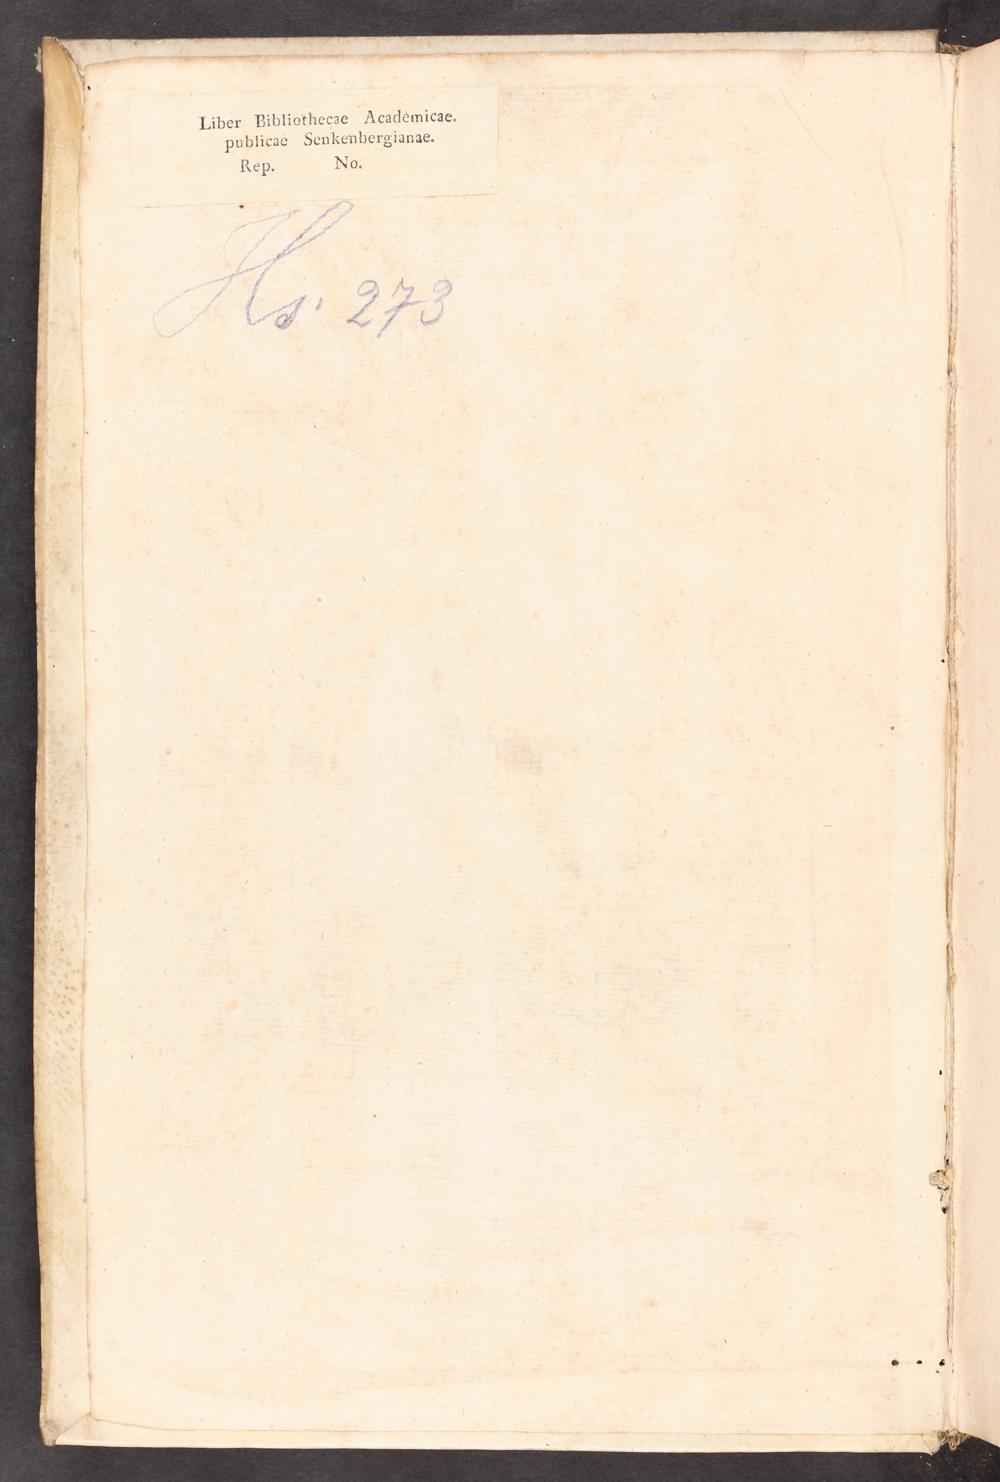 Liber Bibliothecae Academicae.
publicae Senkenbergianae.
Rep. No.
Hs. 273